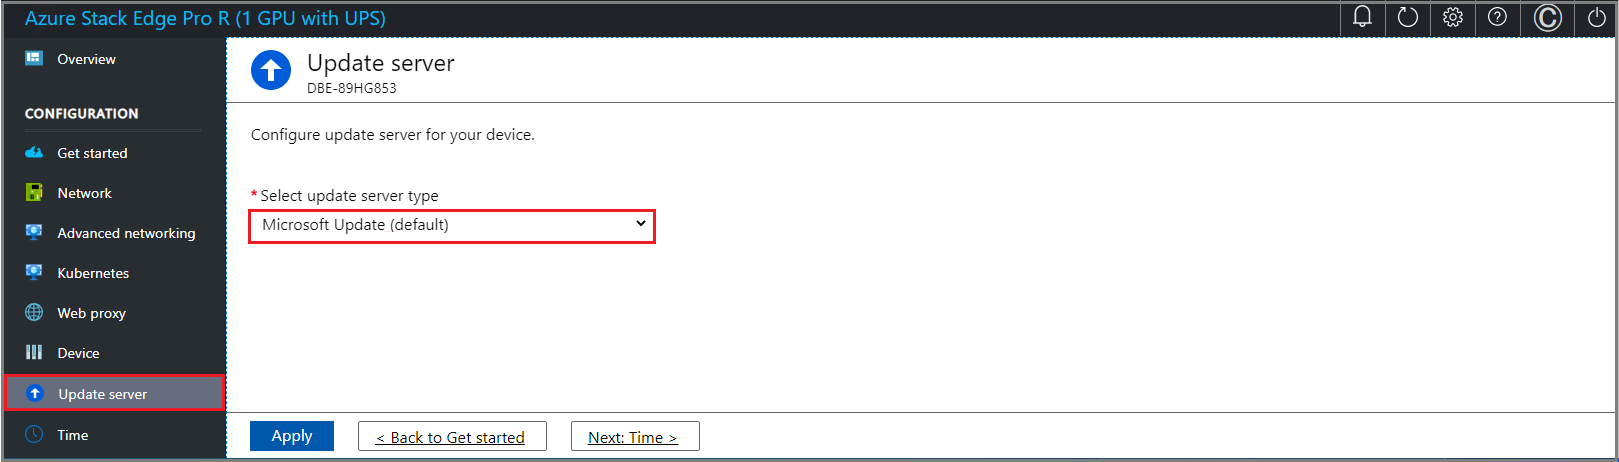 Azure Stack Edge Pro R (1 GPU with UPS)
Overview
CONFIGURATION
Get started
Network
Advanced networking
Kubernetes
Web proxy
Device
Update server
Time
Update server
DBE-89HG853
Configure update server for your device.
* Select update server type
Microsoft Update (default)
Apply
< Back to Get started
Next: Time >